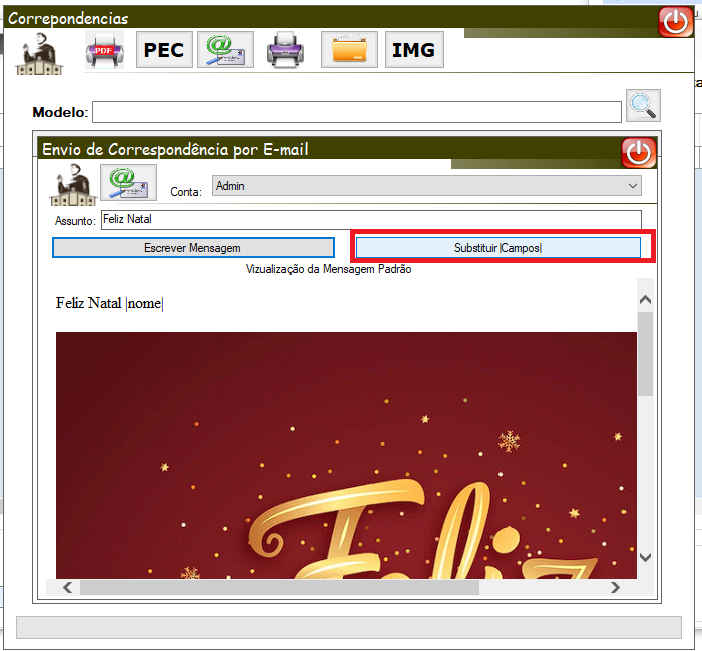 Correpondencias
PDF
PEC
IMG
Modelo:
Envio de Correspondência por E-mail
Conta: Admin
Assunto: Feliz Natal
Escrever Mensagem
Substituir |Campos|
Vizualização da Mensagem Padrão
Feliz Natal |nome|
Feliz